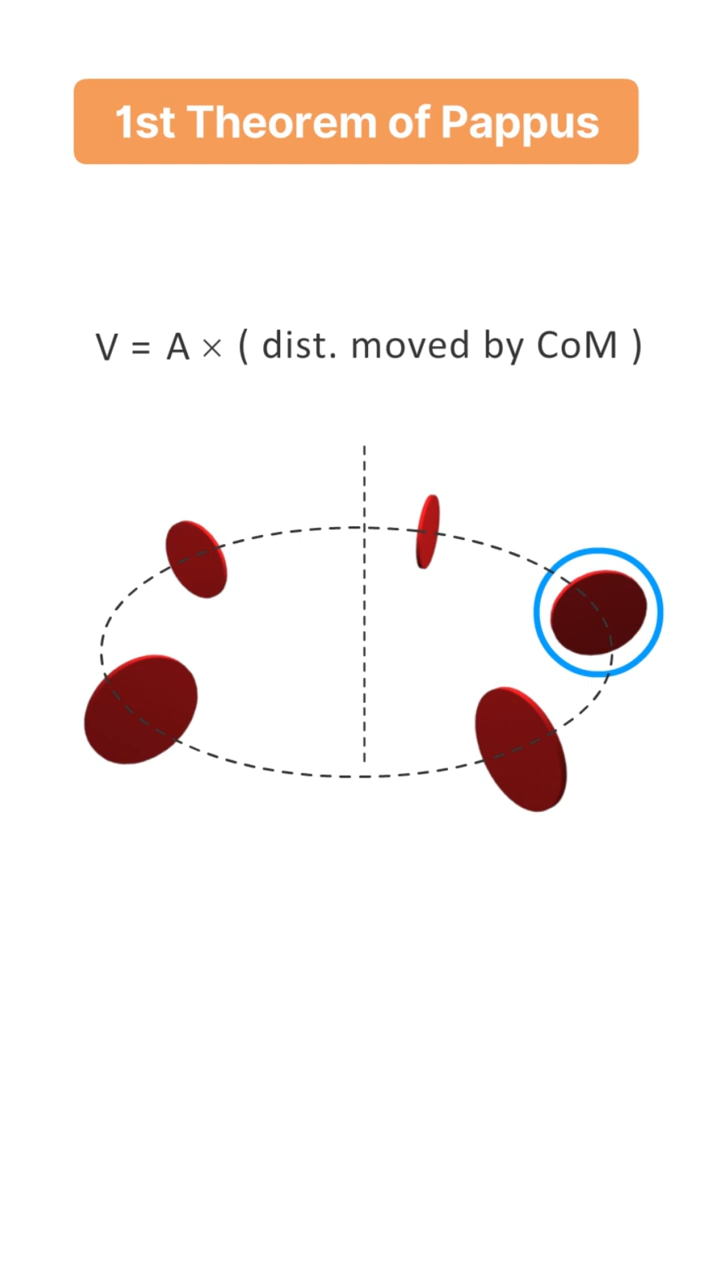 1st Theorem of Pappus
V = A × ( dist. moved by CoM )